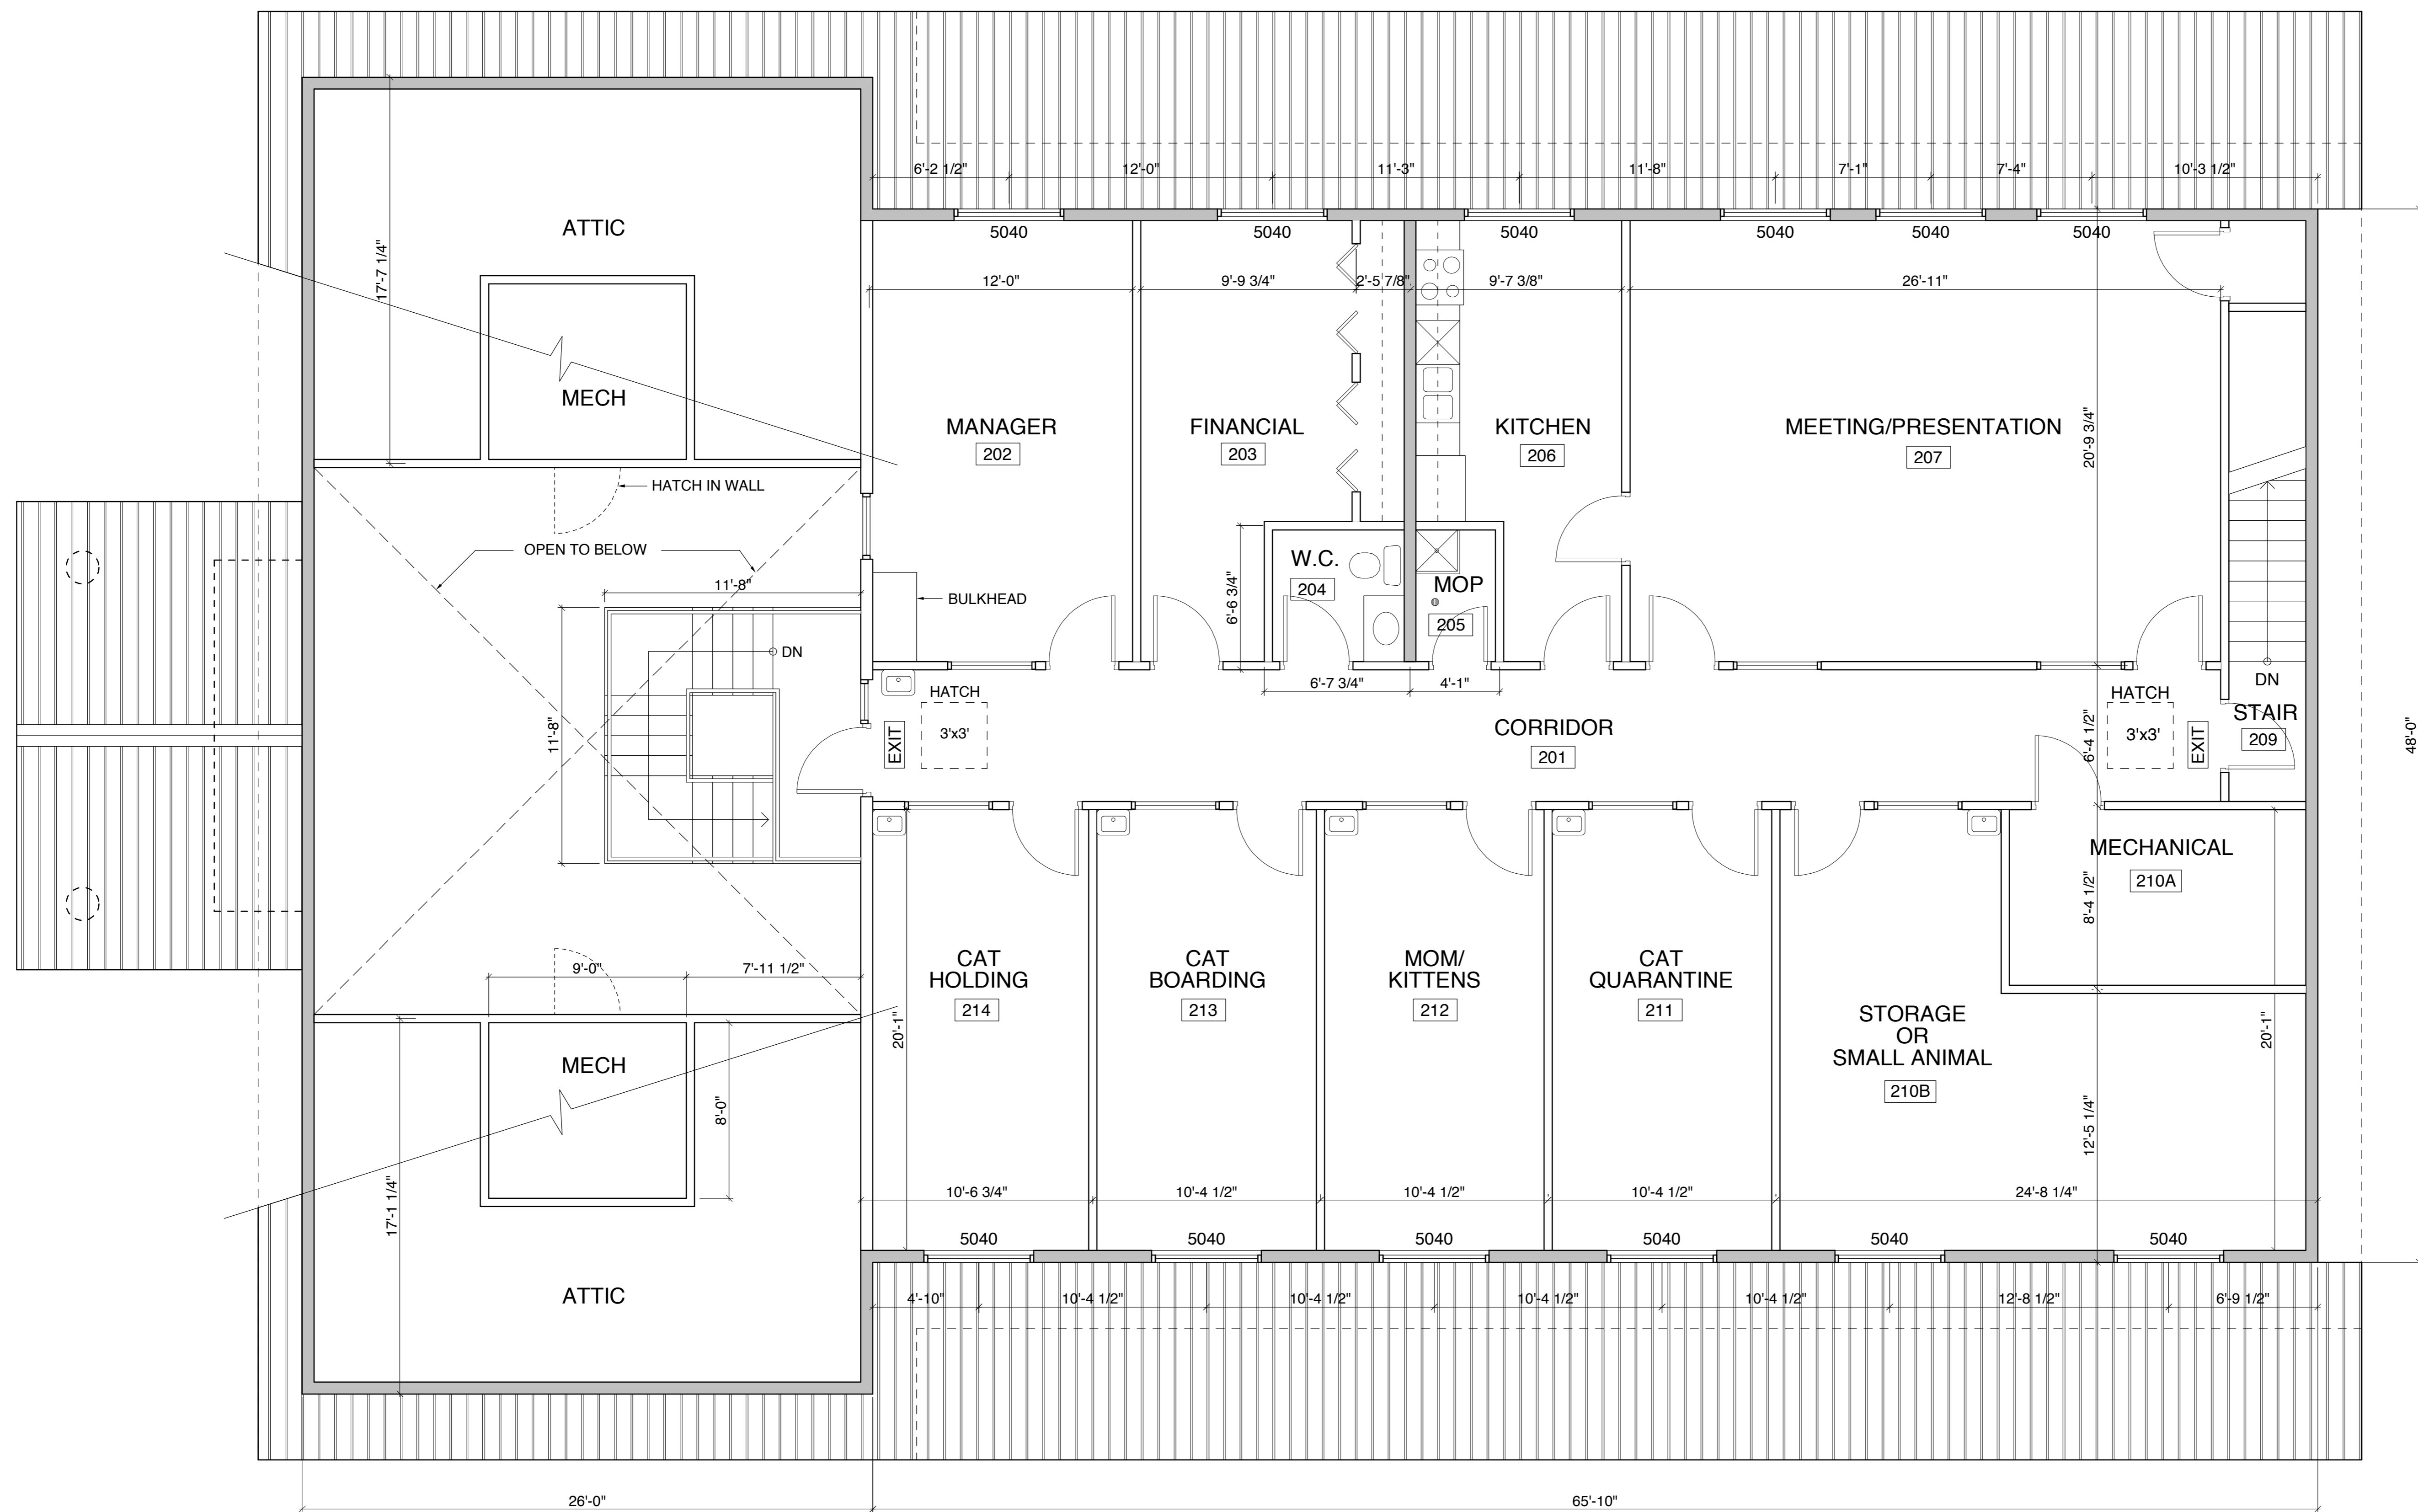 6'-2 1/2"
12'-0"
11'-3"
11'-8"
7'-1"
7'-4"
10'-3 1/2"
ATTIC
17'-7 1/4"
MECH
5040
5040
5040
5040
5040
5040
12'-0"
9'-9 3/4"
2'-5 7/8"
9'-7 3/8"
26'-11"
MANAGER
202
FINANCIAL
203
KITCHEN
206
MEETING/PRESENTATION
207
20'-9 3/4"
HATCH IN WALL
OPEN TO BELOW
11'-8"
BULKHEAD
W.C.
204
MOP
205
6'-6 3/4"
DN
11'-8"
6'-7 3/4"
4'-1"
HATCH
3'x3'
EXIT
CORRIDOR
201
HATCH
3'x3'
EXIT
6'-4 1/2"
DN
STAIR
209
48'-0"
MECHANICAL
210A
8'-4 1/2"
9'-0"
7'-11 1/2"
CAT
HOLDING
214
CAT
BOARDING
213
MOM/
KITTENS
212
CAT
QUARANTINE
211
STORAGE
OR
SMALL ANIMAL
210B
20'-1"
20'-1"
MECH
8'-0"
12'-5 1/4"
17'-1 1/4"
10'-6 3/4"
10'-4 1/2"
10'-4 1/2"
10'-4 1/2"
24'-8 1/4"
5040
5040
5040
5040
5040
5040
ATTIC
4'-10"
10'-4 1/2"
10'-4 1/2"
10'-4 1/2"
10'-4 1/2"
12'-8 1/2"
6'-9 1/2"
26'-0"
65'-10"